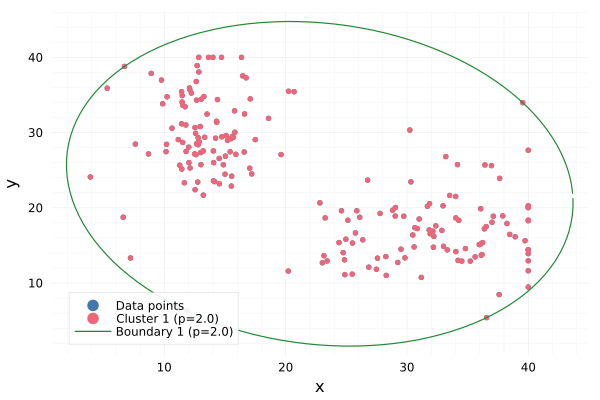 40
30
20
10
y
Data points
Cluster 1 (p=2.0)
Boundary 1 (p=2.0)
10 20 30 40
x